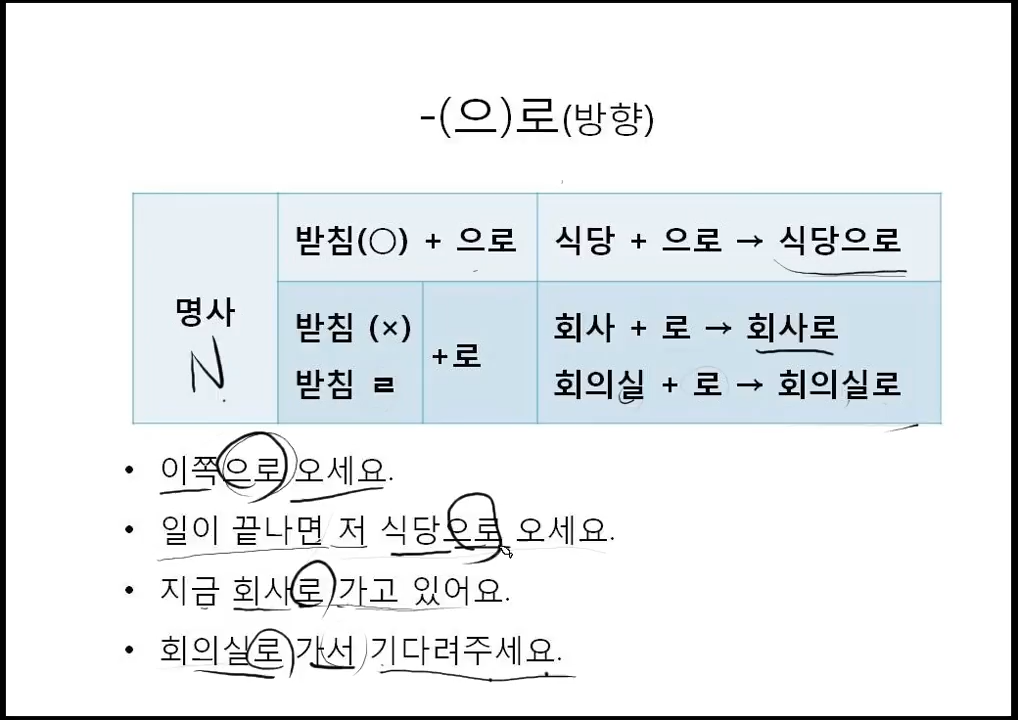 -(으)로(방향)
명사
N
받침(○) + 으로
식당 + 으로 → 식당으로
받침 (×)
받침 ㄹ
+로
회사 + 로 → 회사로
회의실 + 로 → 회의실로
• 이쪽으로 오세요.
• 일이 끝나면 저 식당으로 오세요.
• 지금 회사로 가고 있어요.
• 회의실로 가서 기다려주세요.